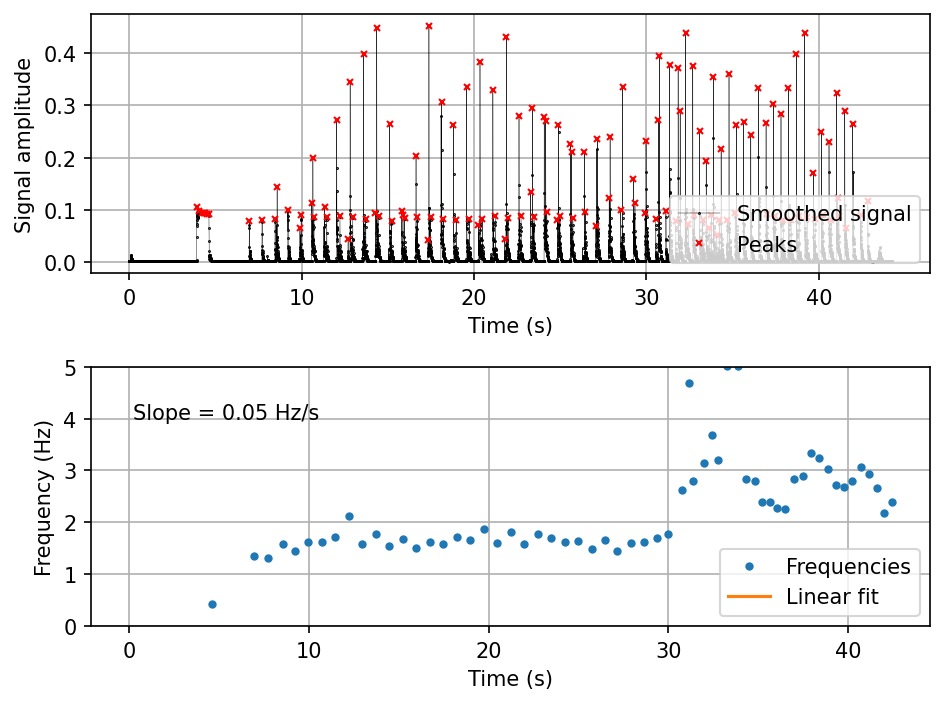 0.4
0.3
0.2
0.1
0.0
Signal amplitude
Smoothed signal
Peaks
0 10 20 30 40
Time (s)
5
4
3
2
1
0
Frequency (Hz)
Slope = 0.05 Hz/s
Frequencies
Linear fit
0 10 20 30 40
Time (s)